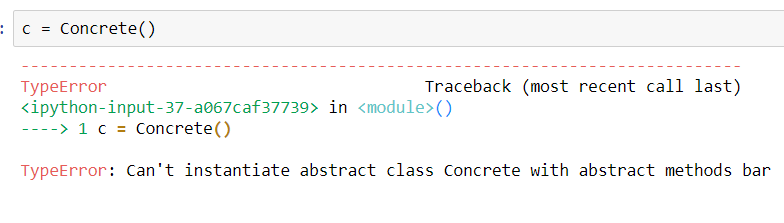 : c = Concrete()
---------------------------------------------------------------------------
TypeError Traceback (most recent call last)
<ipython-input-37-a067caf37739> in <module>()
----> 1 c = Concrete()
TypeError: Can't instantiate abstract class Concrete with abstract methods bar